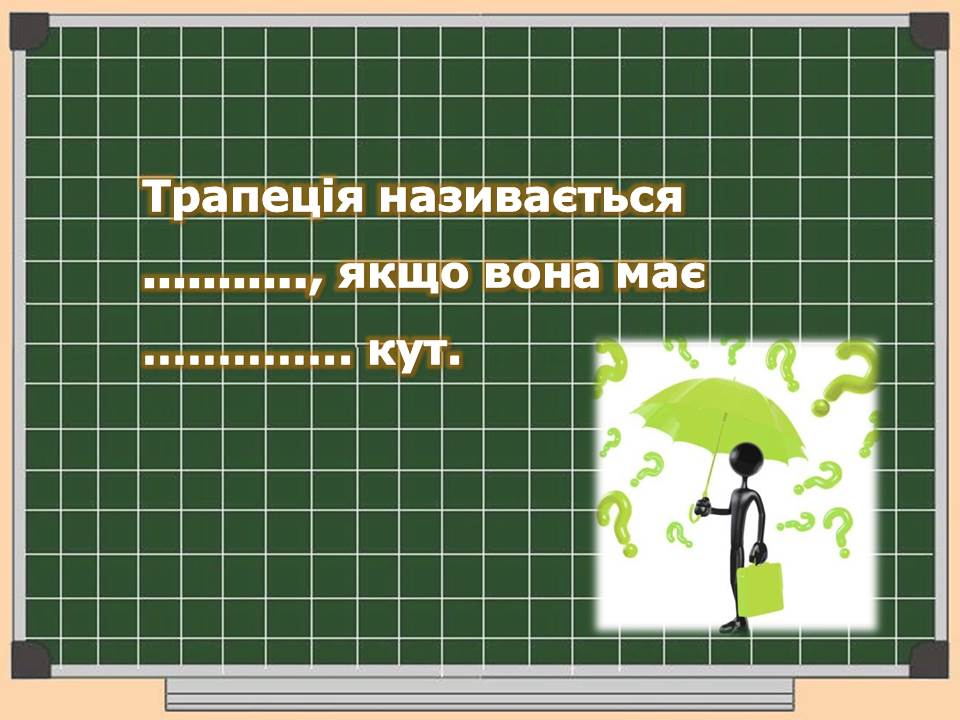 Трапеція називається
..........., якщо вона має
.............. кут.